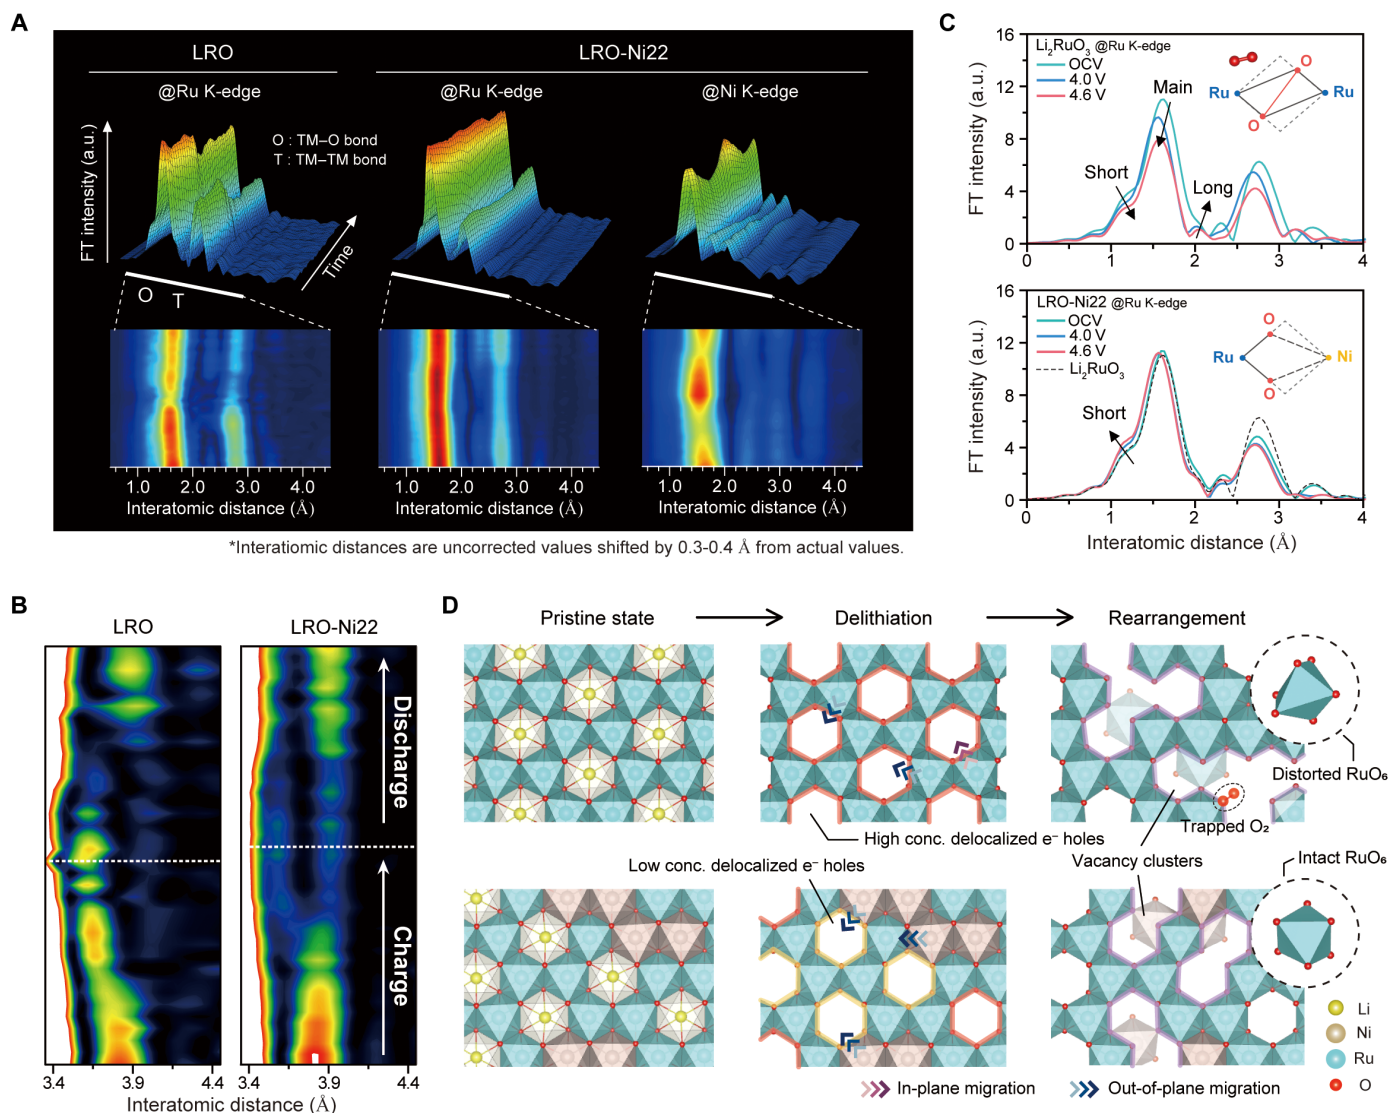 A
LRO
LRO-Ni22
@Ru K-edge
@Ru K-edge
@Ni K-edge
FT intensity (a.u.)
O : TM–O bond
T : TM–TM bond
Time
O
T
1.0 2.0 3.0 4.0
Interatomic distance (Å)
1.0 2.0 3.0 4.0
Interatomic distance (Å)
1.0 2.0 3.0 4.0
Interatomic distance (Å)
*Interatiomic distances are uncorrected values shifted by 0.3-0.4 Å from actual values.
C
FT intensity (a.u.)
16
12
8
4
0
Li₂RuO₃ @Ru K-edge
OCV
4.0 V
4.6 V
Main
Short
Long
O
Ru
Ru
O
0 1 2 3 4
FT intensity (a.u.)
16
12
8
4
0
LRO-Ni22 @Ru K-edge
OCV
4.0 V
4.6 V
Li₂RuO₃
Short
O
Ru
Ni
O
0 1 2 3 4
Interatomic distance (Å)
B
LRO
LRO-Ni22
Discharge
Charge
3.4 3.9 4.4
3.4 3.9 4.4
Interatomic distance (Å)
D
Pristine state
Delithiation
Rearrangement
Distorted RuO₆
Trapped O₂
High conc. delocalized e⁻ holes
Low conc. delocalized e⁻ holes
Vacancy clusters
Intact RuO₆
Li
Ni
Ru
O
In-plane migration
Out-of-plane migration